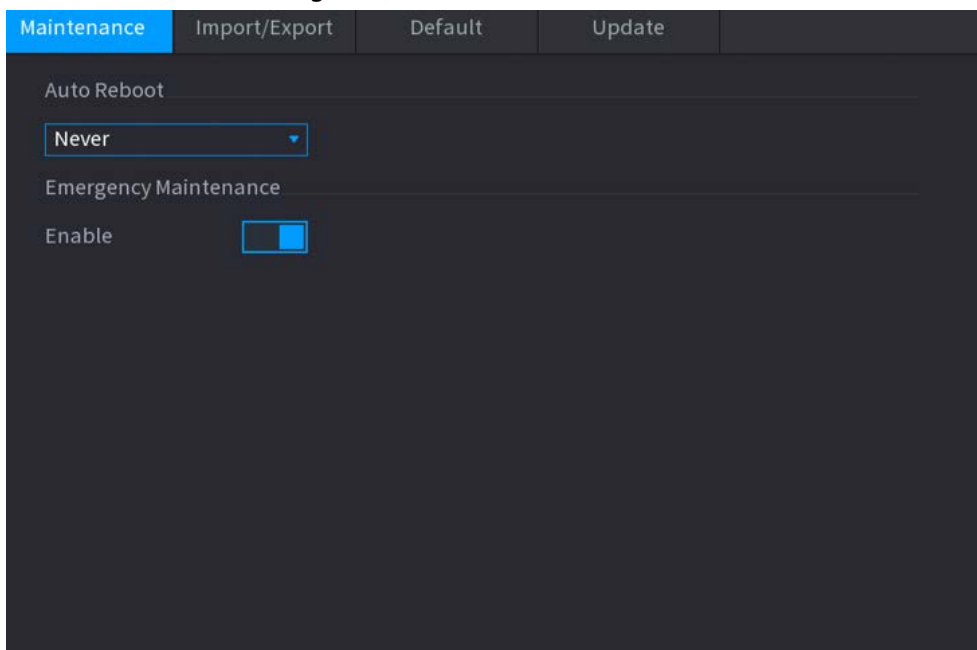 Maintenance Import/Export Default Update
Auto Reboot
Never
Emergency Maintenance
Enable